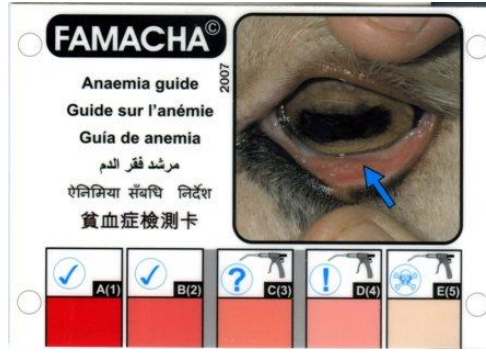 FAMACHA©
2007
Anaemia guide
Guide sur l'anémie
Guía de anemia
مرشد فقر الدم
ऐनिमिया सँबघि निर्देश
貧血症檢測卡
A(1)
B(2)
?
C(3)
!
D(4)
E(5)